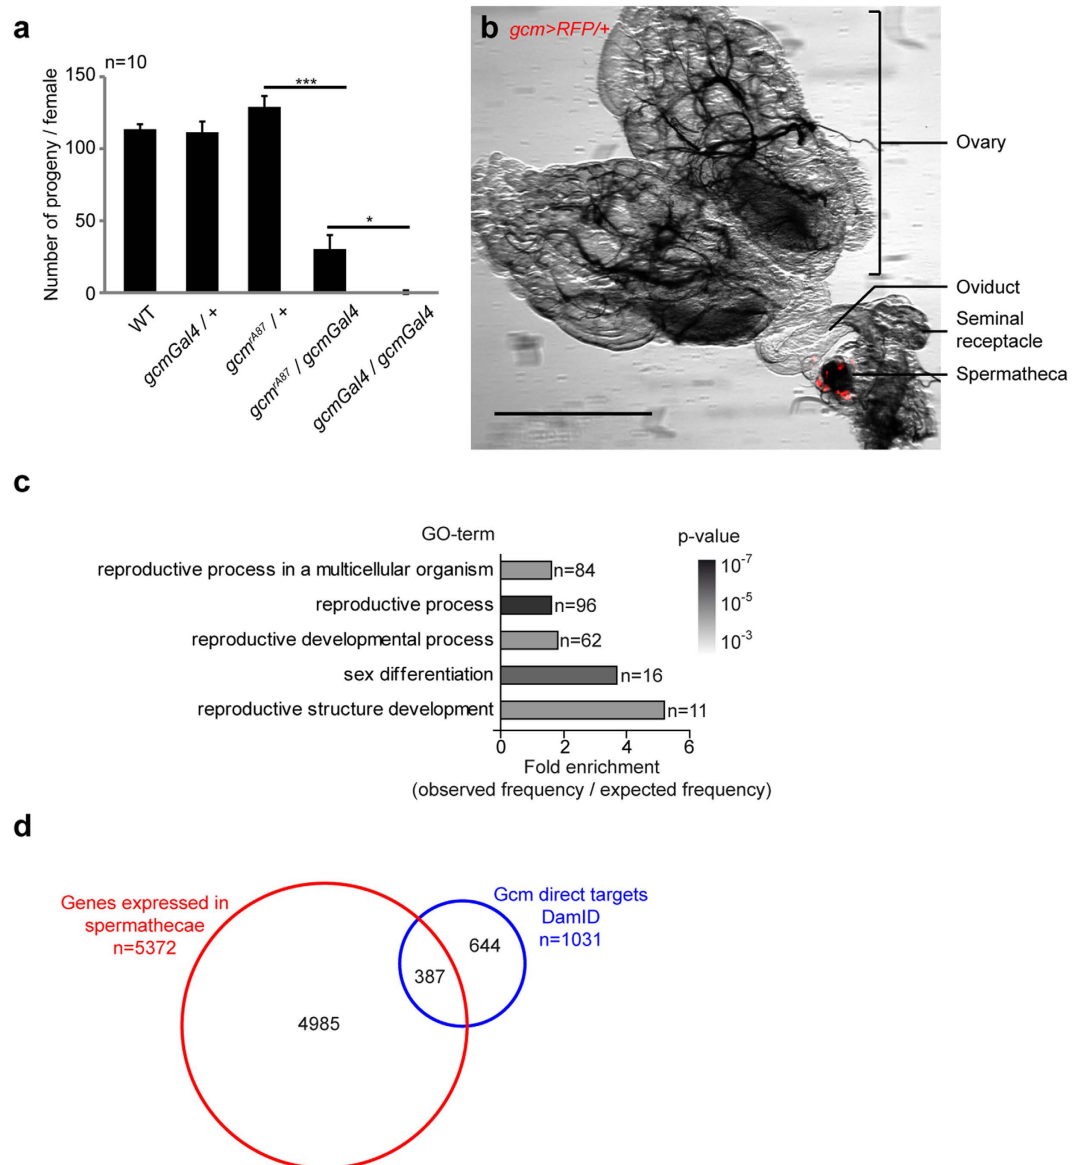 a
n=10
***
*
Number of progeny / female
150
100
50
0
WT
gcmGal4 / +
gcmrA87 / +
gcmrA87 / gcmGal4
gcmGal4 / gcmGal4
b gcm>RFP/+
Ovary
Oviduct
Seminal
receptacle
Spermatheca
c
GO-term
p-value
reproductive process in a multicellular organism n=84
reproductive process n=96
reproductive developmental process n=62
sex differentiation n=16
reproductive structure development n=11
10-7
10-5
10-3
0 2 4 6
Fold enrichment
(observed frequency / expected frequency)
d
Genes expressed in
spermathecae
n=5372
Gcm direct targets
DamID
n=1031
644
387
4985